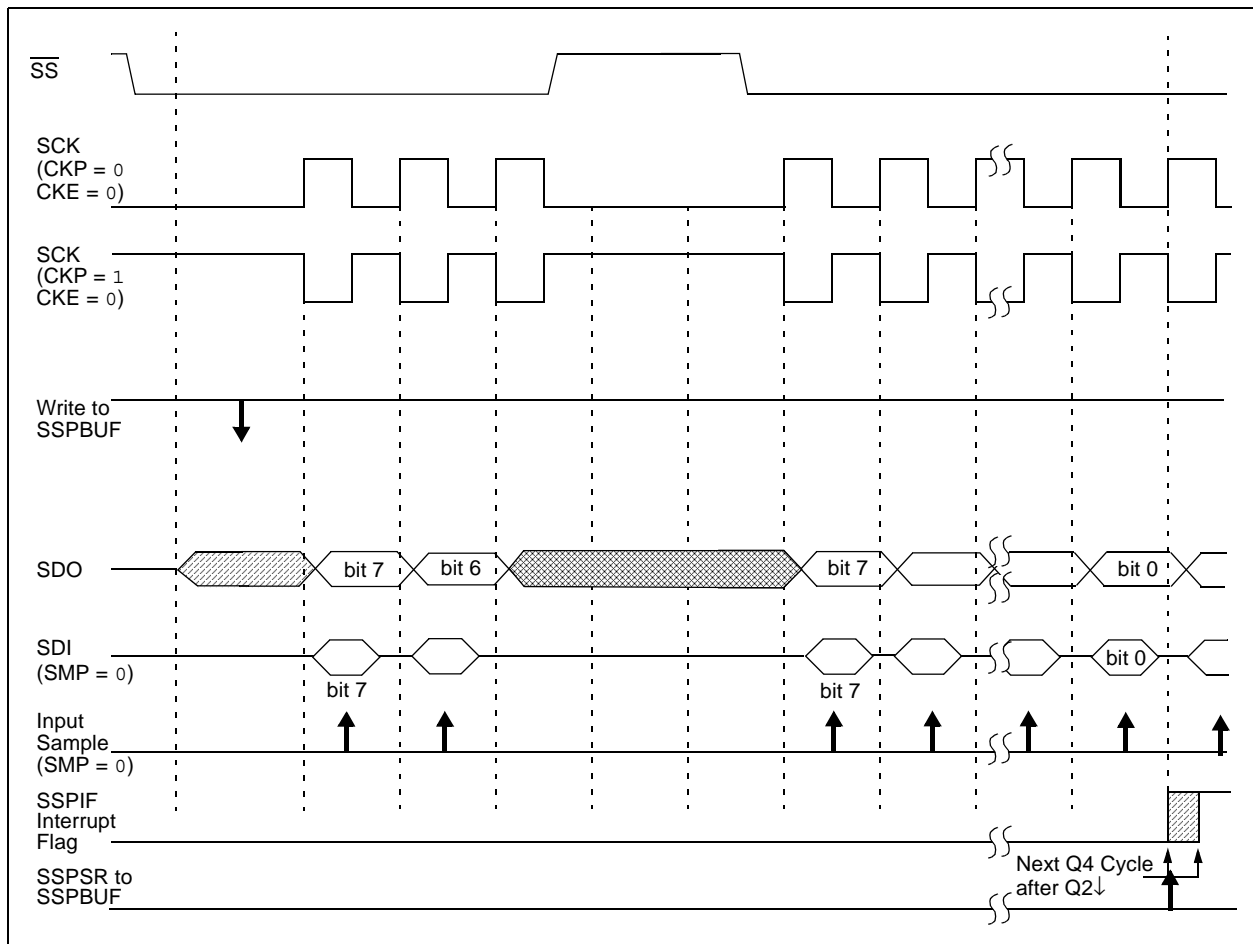 SS
SCK
(CKP = 0
CKE = 0)
SCK
(CKP = 1
CKE = 0)
Write to
SSPBUF
SDO
bit 7
bit 6
bit 7
bit 0
SDI
(SMP = 0)
bit 7
bit 7
bit 0
Input
Sample
(SMP = 0)
SSPIF
Interrupt
Flag
SSPSR to
SSPBUF
Next Q4 Cycle
after Q2↓